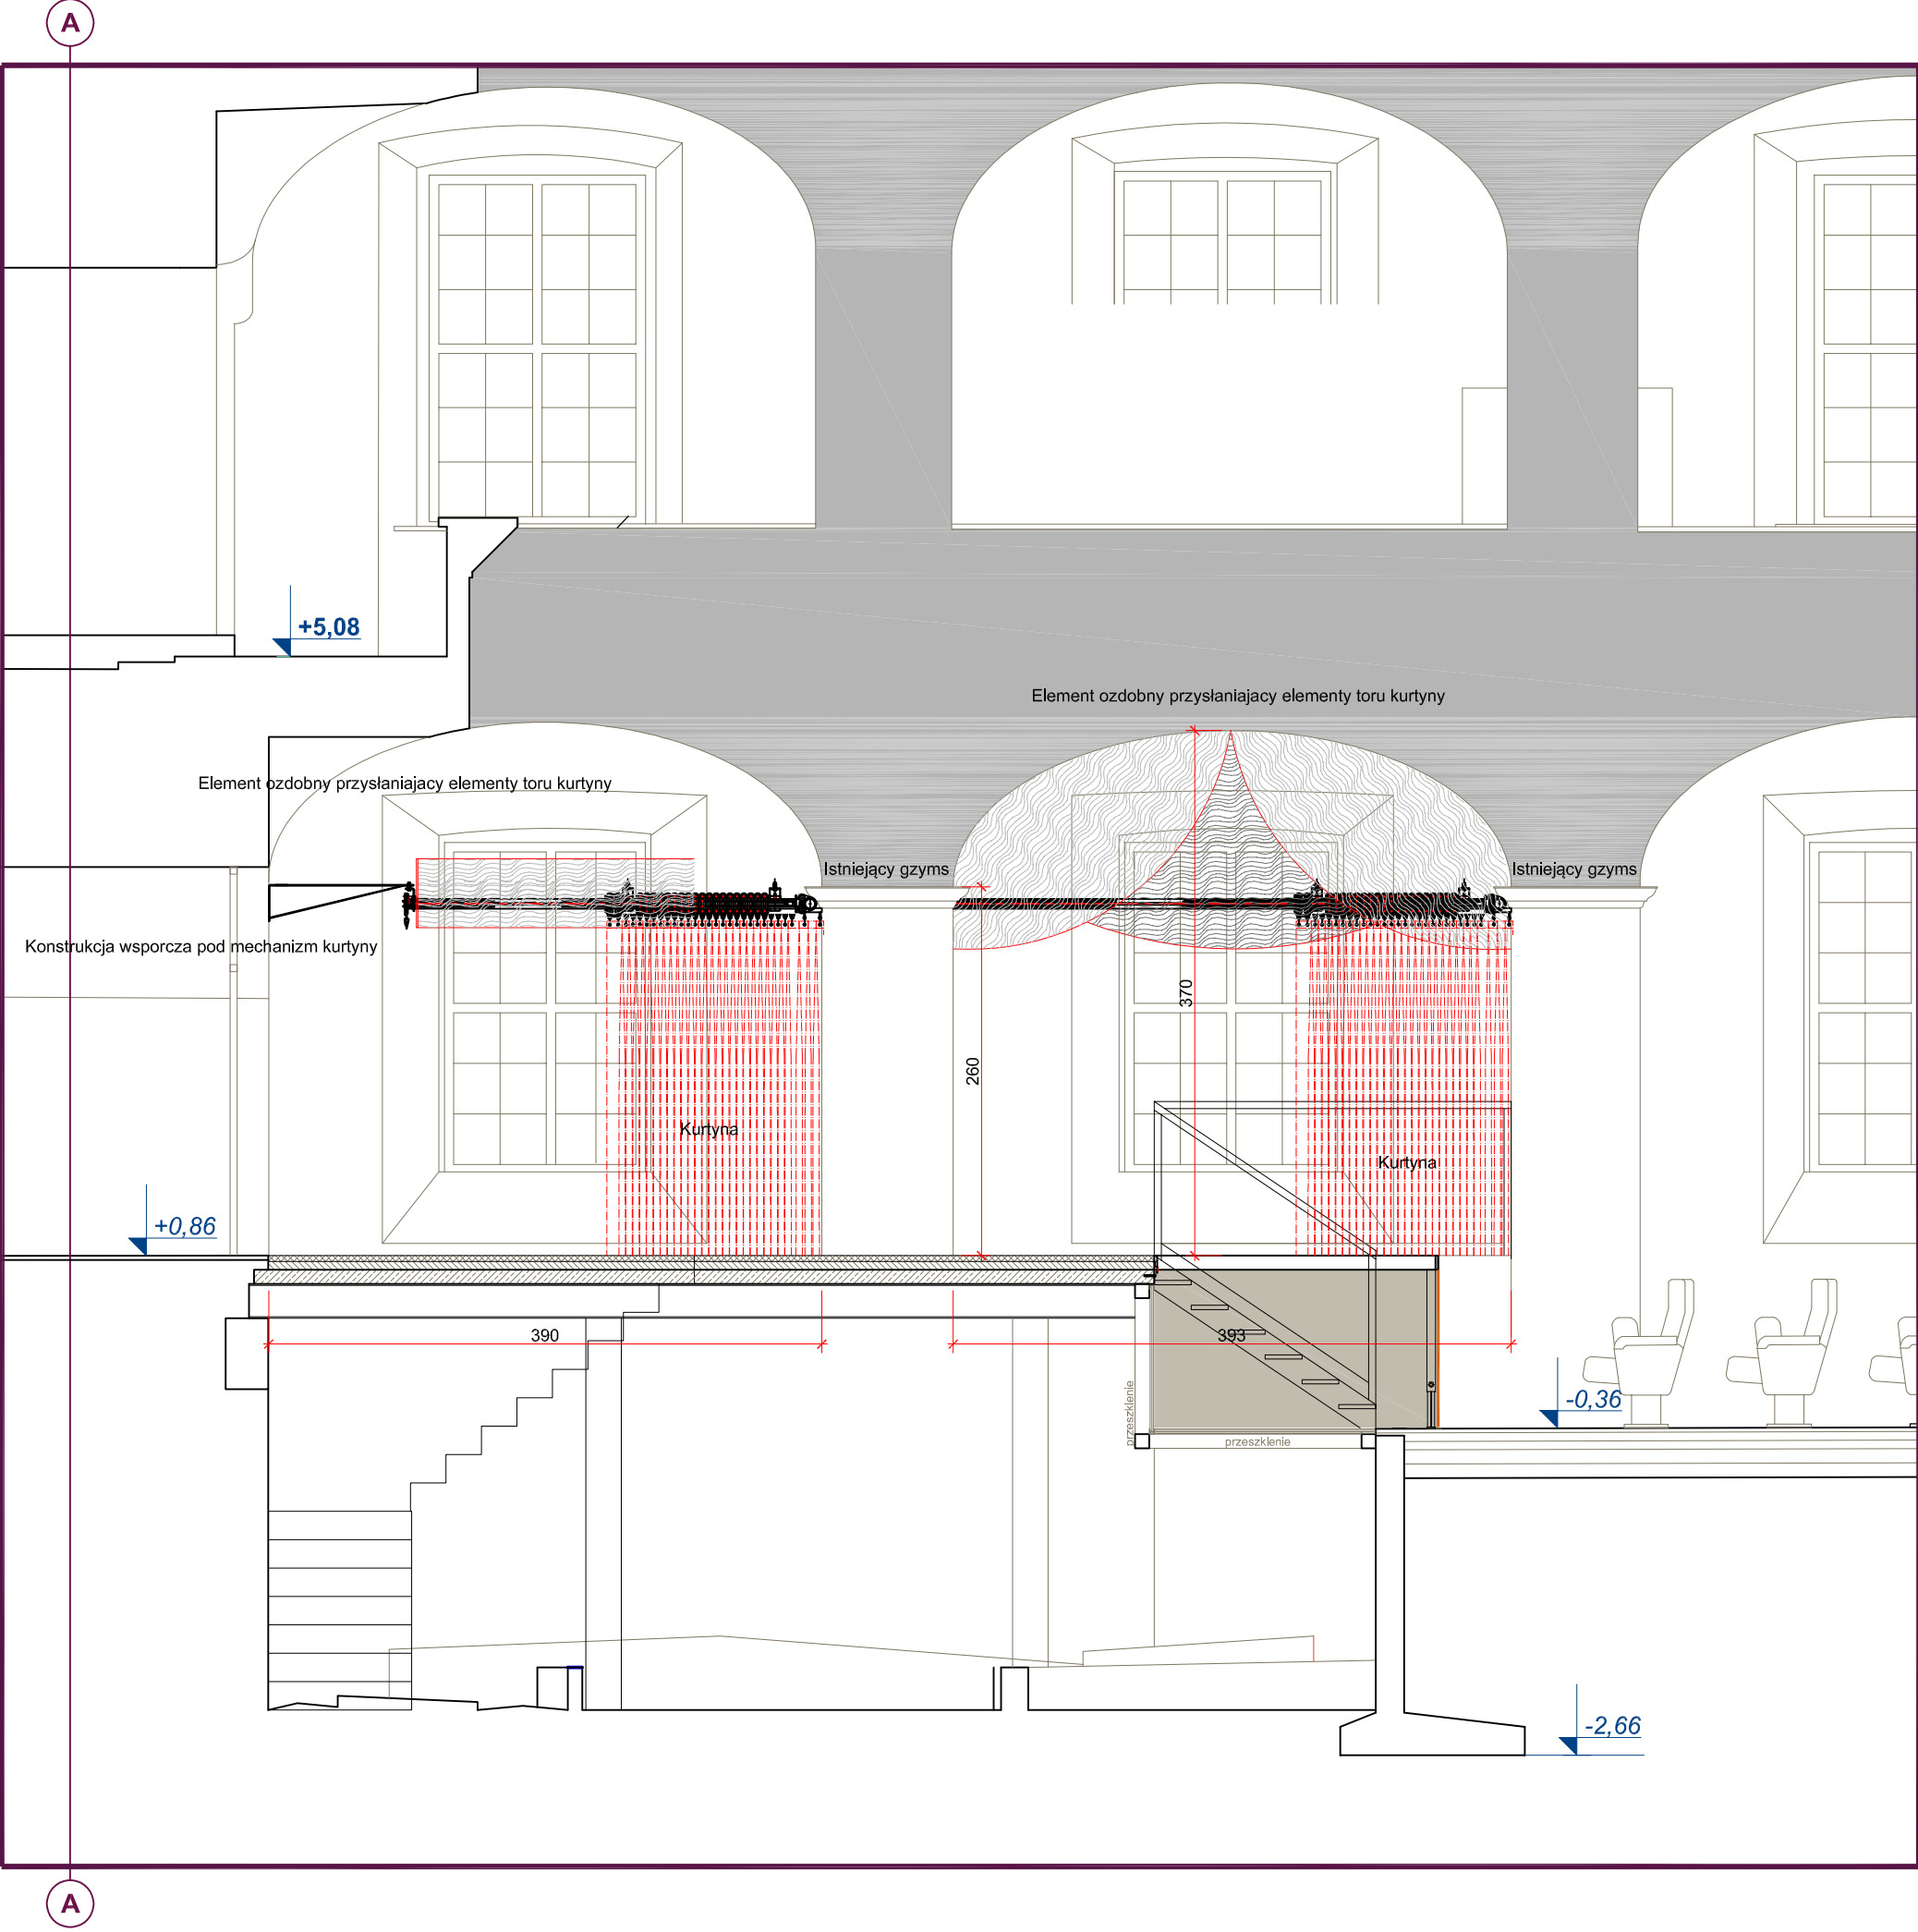 A
+5,08
Element ozdobny przysłaniajacy elementy toru kurtyny
Element ozdobny przysłaniajacy elementy toru kurtyny
Istniejący gzyms
Istniejący gzyms
Konstrukcja wsporcza pod mechanizm kurtyny
370
260
Kurtyna
Kurtyna
+0,86
390
393
przeszklenie
przeszklenie
-0,36
-2,66
A